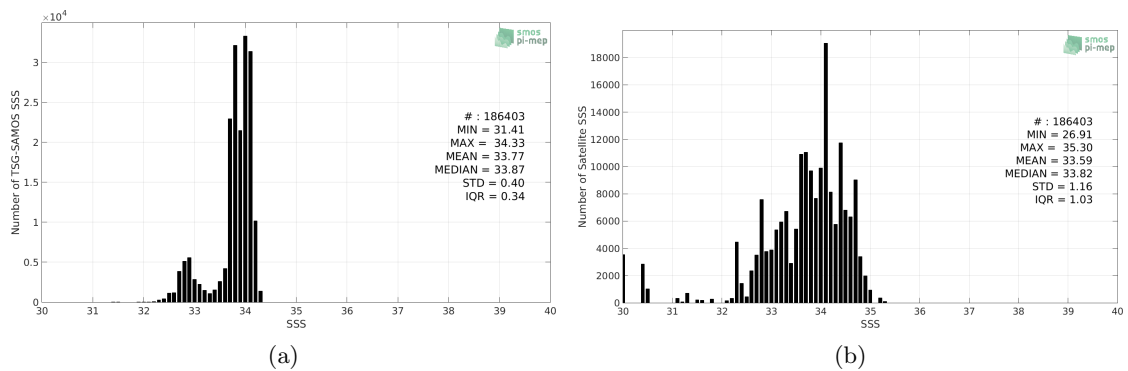 ×10⁴
3
2.5
2
1.5
1
0.5
0
Number of TSG-SAMOS SSS
smos
pi-mep
# : 186403
MIN = 31.41
MAX = 34.33
MEAN = 33.77
MEDIAN = 33.87
STD = 0.40
IQR = 0.34
30 31 32 33 34 35 36 37 38 39 40
SSS
(a)
18000
16000
14000
12000
10000
8000
6000
4000
2000
0
Number of Satellite SSS
smos
pi-mep
# : 186403
MIN = 26.91
MAX = 35.30
MEAN = 33.59
MEDIAN = 33.82
STD = 1.16
IQR = 1.03
30 31 32 33 34 35 36 37 38 39 40
SSS
(b)